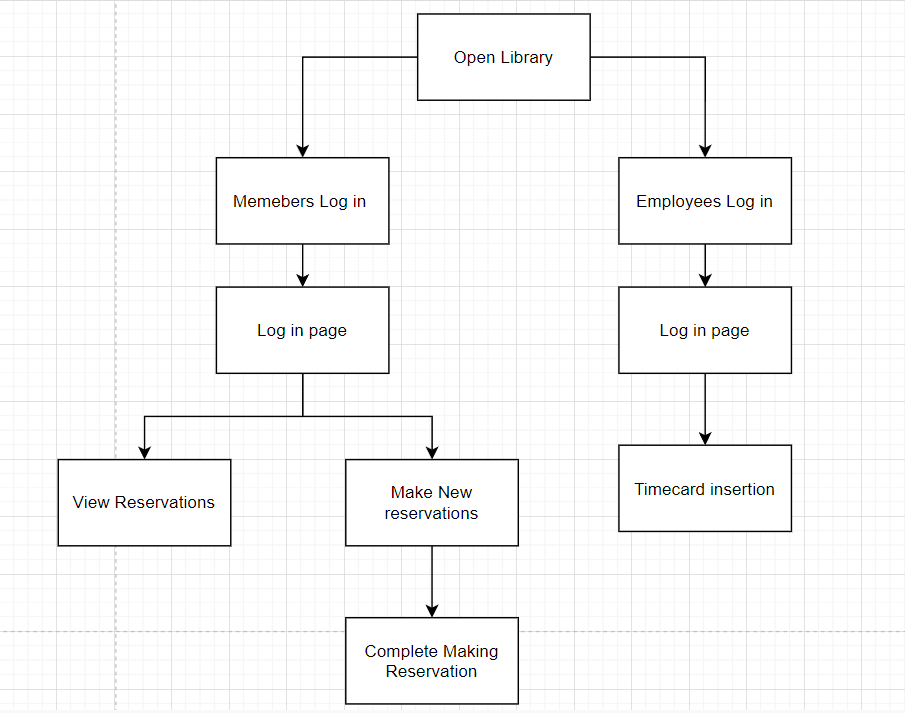 Open Library
Memebers Log in
Employees Log in
Log in page
Log in page
View Reservations
Make New
reservations
Timecard insertion
Complete Making
Reservation